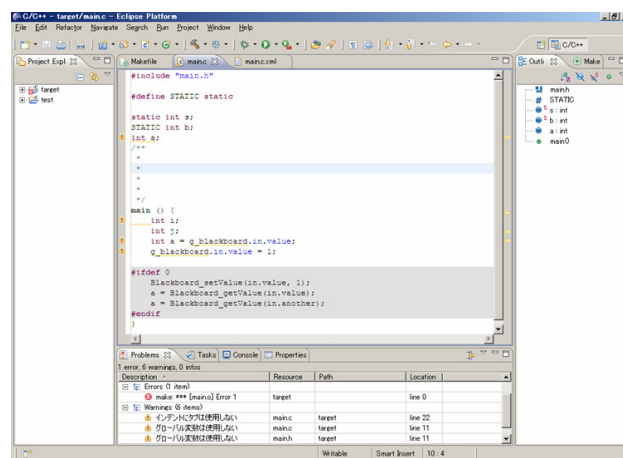 C/C++ - target/main.c - Eclipse Platform
File Edit Refactor Navigate Search Run Project Window Help
C/C++
Project Expl
Makefile main.c main.c.xml
Outli Make
target
test
#include "main.h"
#define STATIC static
static int s;
STATIC int b;
int a;
/**
*
*
*
*
*/
main () {
int i;
int j;
int a = g_blackboard.in.value;
g_blackboard.in.value = 1;
#ifdef 0
Blackboard_setValue(in.value, 1);
a = Blackboard_getValue(in.value);
a = Blackboard_getValue(in.another);
#endif
}
main.h
# STATIC
s : int
b : int
a : int
main()
Problems Tasks Console Properties
1 error, 6 warnings, 0 infos
Description Resource Path Location
Errors (1 item)
make: *** [main.o] Error 1 target line 0
Warnings (6 items)
インデントにタブは使用しない main.c target line 22
グローバル変数は使用しない main.c target line 11
グローバル変数は使用しない main.h target line 11
Writable Smart Insert 10 : 4